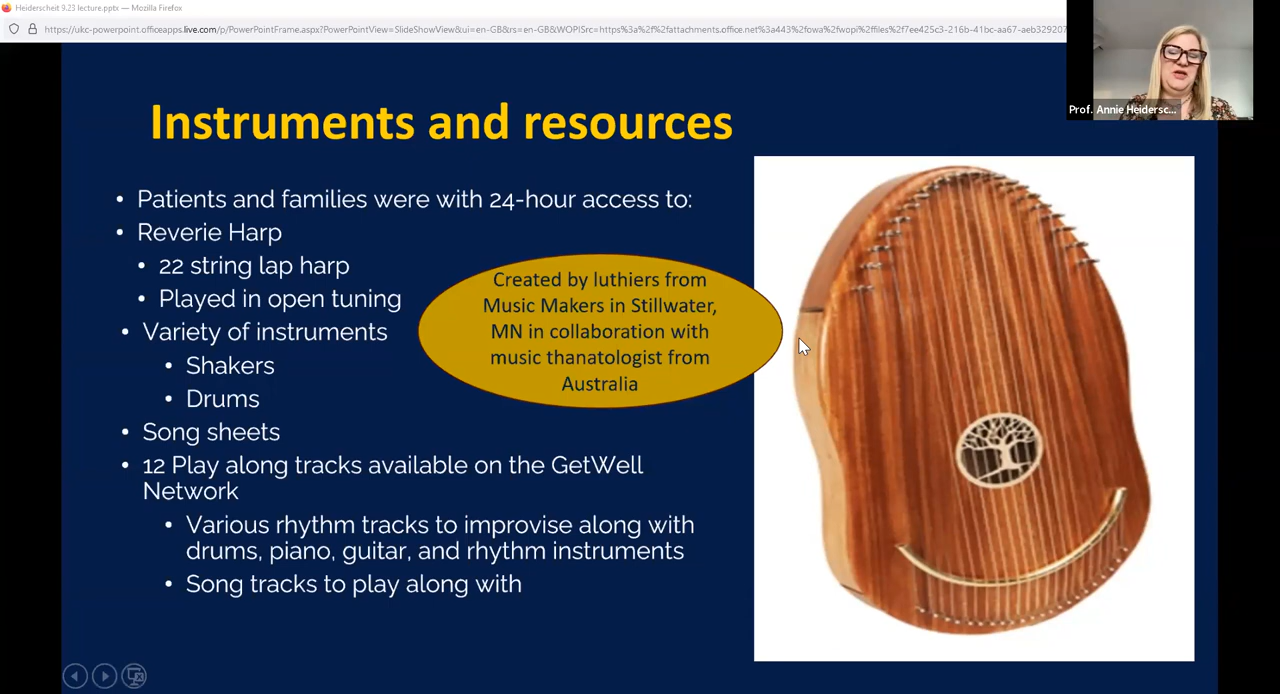 Heiderscheit 9.23 lecture.pptx — Mozilla Firefox
https://ukc-powerpoint.officeapps.live.com/p/PowerPointFrame.aspx?PowerPointView=SlideShowView&ui=en-GB&rs=en-GB&WOPISrc=https%3a%2f%2fattachments.office.net%3a443%2fowa%2fwopi%2ffiles%2f7ee425c3-216b-41bc-aa67-aeb329207
Prof. Annie Heidersc...
Instruments and resources
• Patients and families were with 24-hour access to:
• Reverie Harp
• 22 string lap harp
• Played in open tuning
• Variety of instruments
• Shakers
• Drums
• Song sheets
• 12 Play along tracks available on the GetWell
Network
• Various rhythm tracks to improvise along with
drums, piano, guitar, and rhythm instruments
• Song tracks to play along with
Created by luthiers from
Music Makers in Stillwater,
MN in collaboration with
music thanatologist from
Australia